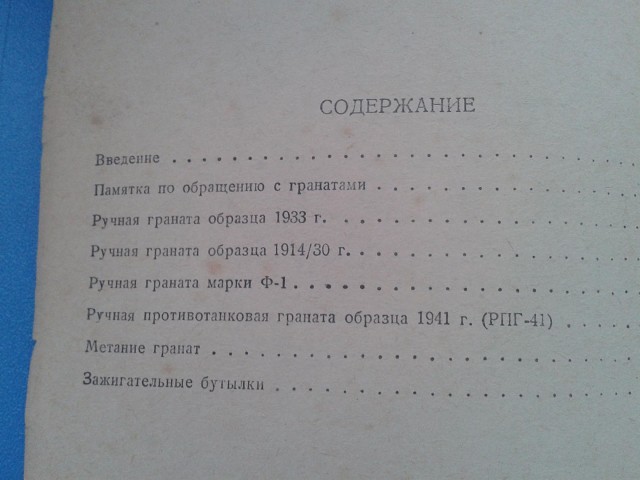 СОДЕРЖАНИЕ
Введение . . . . . . . . . . . . . . . . . . . . . . . .
Памятка по обращению с гранатами . . . . . . . . . . . . . .
Ручная граната образца 1933 г. . . . . . . . . . . . . . . . .
Ручная граната образца 1914/30 г. . . . . . . . . . . . . . .
Ручная граната марки Ф-1 . . . . . . . . . . . . . . . . . .
Ручная противотанковая граната образца 1941 г. (РПГ-41) . . . .
Метание гранат . . . . . . . . . . . . . . . . . . . . . .
Зажигательные бутылки . . . . . . . . . . . . . . . . . . .